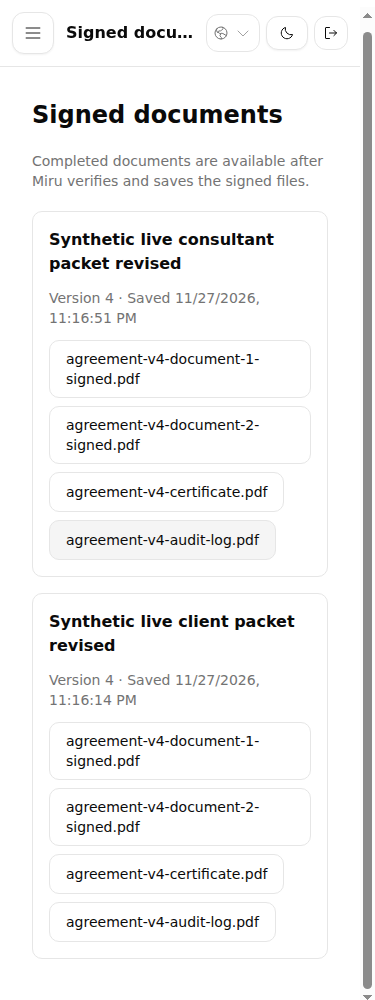 Signed docu...
Signed documents
Completed documents are available after
Miru verifies and saves the signed files.
Synthetic live consultant
packet revised
Version 4 · Saved 11/27/2026,
11:16:51 PM
agreement-v4-document-1-
signed.pdf
agreement-v4-document-2-
signed.pdf
agreement-v4-certificate.pdf
agreement-v4-audit-log.pdf
Synthetic live client packet
revised
Version 4 · Saved 11/27/2026,
11:16:14 PM
agreement-v4-document-1-
signed.pdf
agreement-v4-document-2-
signed.pdf
agreement-v4-certificate.pdf
agreement-v4-audit-log.pdf